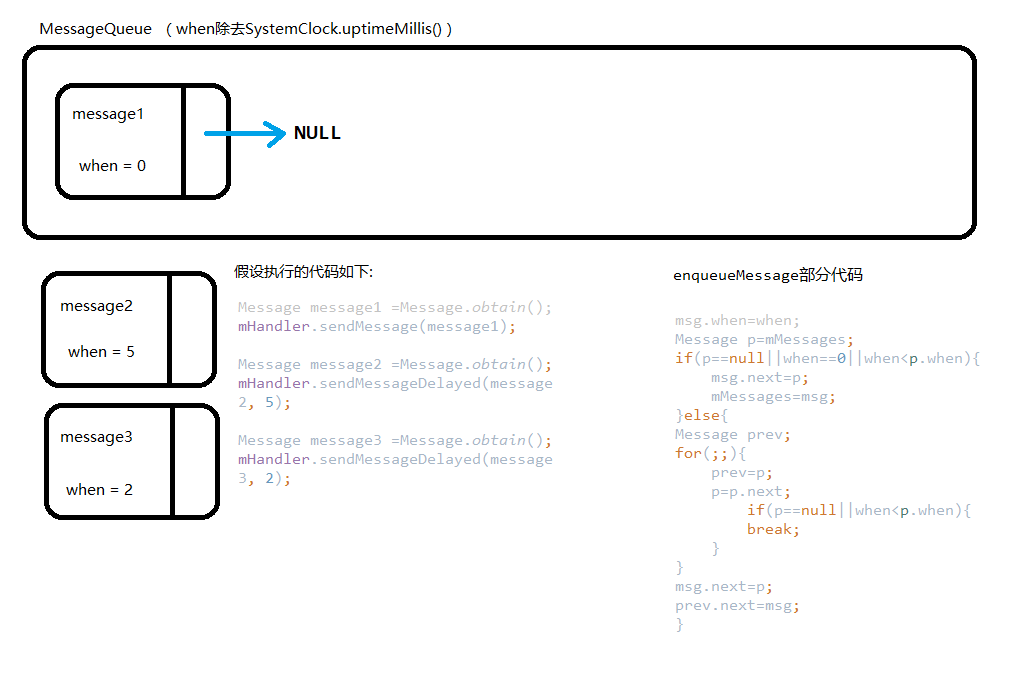 MessageQueue （when除去SystemClock.uptimeMillis()）
message1
NULL
when = 0
message2
when = 5
message3
when = 2
假设执行的代码如下:
Message message1 =Message.obtain();
mHandler.sendMessage(message1);
Message message2 =Message.obtain();
mHandler.sendMessageDelayed(message
2, 5);
Message message3 =Message.obtain();
mHandler.sendMessageDelayed(message
3, 2);
enqueueMessage部分代码
msg.when=when;
Message p=mMessages;
if(p==null||when==0||when<p.when){
msg.next=p;
mMessages=msg;
}else{
Message prev;
for(;;){
prev=p;
p=p.next;
if(p==null||when<p.when){
break;
}
}
msg.next=p;
prev.next=msg;
}